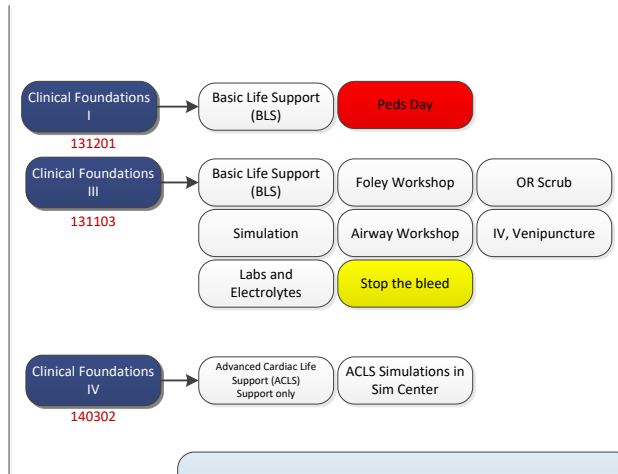 Clinical Foundations
I
131201
Basic Life Support
(BLS)
Peds Day
Clinical Foundations
III
131103
Basic Life Support
(BLS)
Foley Workshop
OR Scrub
Simulation
Airway Workshop
IV, Venipuncture
Labs and
Electrolytes
Stop the bleed
Clinical Foundations
IV
140302
Advanced Cardiac Life
Support (ACLS)
Support only
ACLS Simulations in
Sim Center